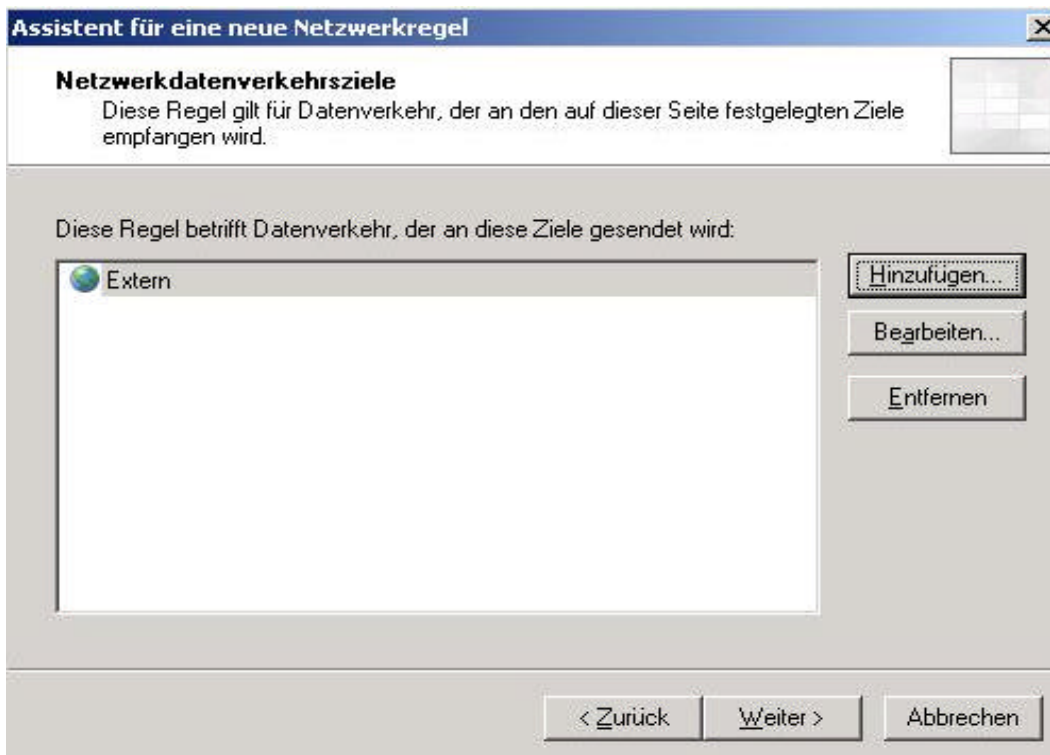 Assistent für eine neue Netzwerkregel
Netzwerkdatenverkehrsziele
Diese Regel gilt für Datenverkehr, der an den auf dieser Seite festgelegten Ziele
empfangen wird.
Diese Regel betrifft Datenverkehr, der an diese Ziele gesendet wird:
Extern
Hinzufügen...
Bearbeiten...
Entfernen
< Zurück
Weiter >
Abbrechen